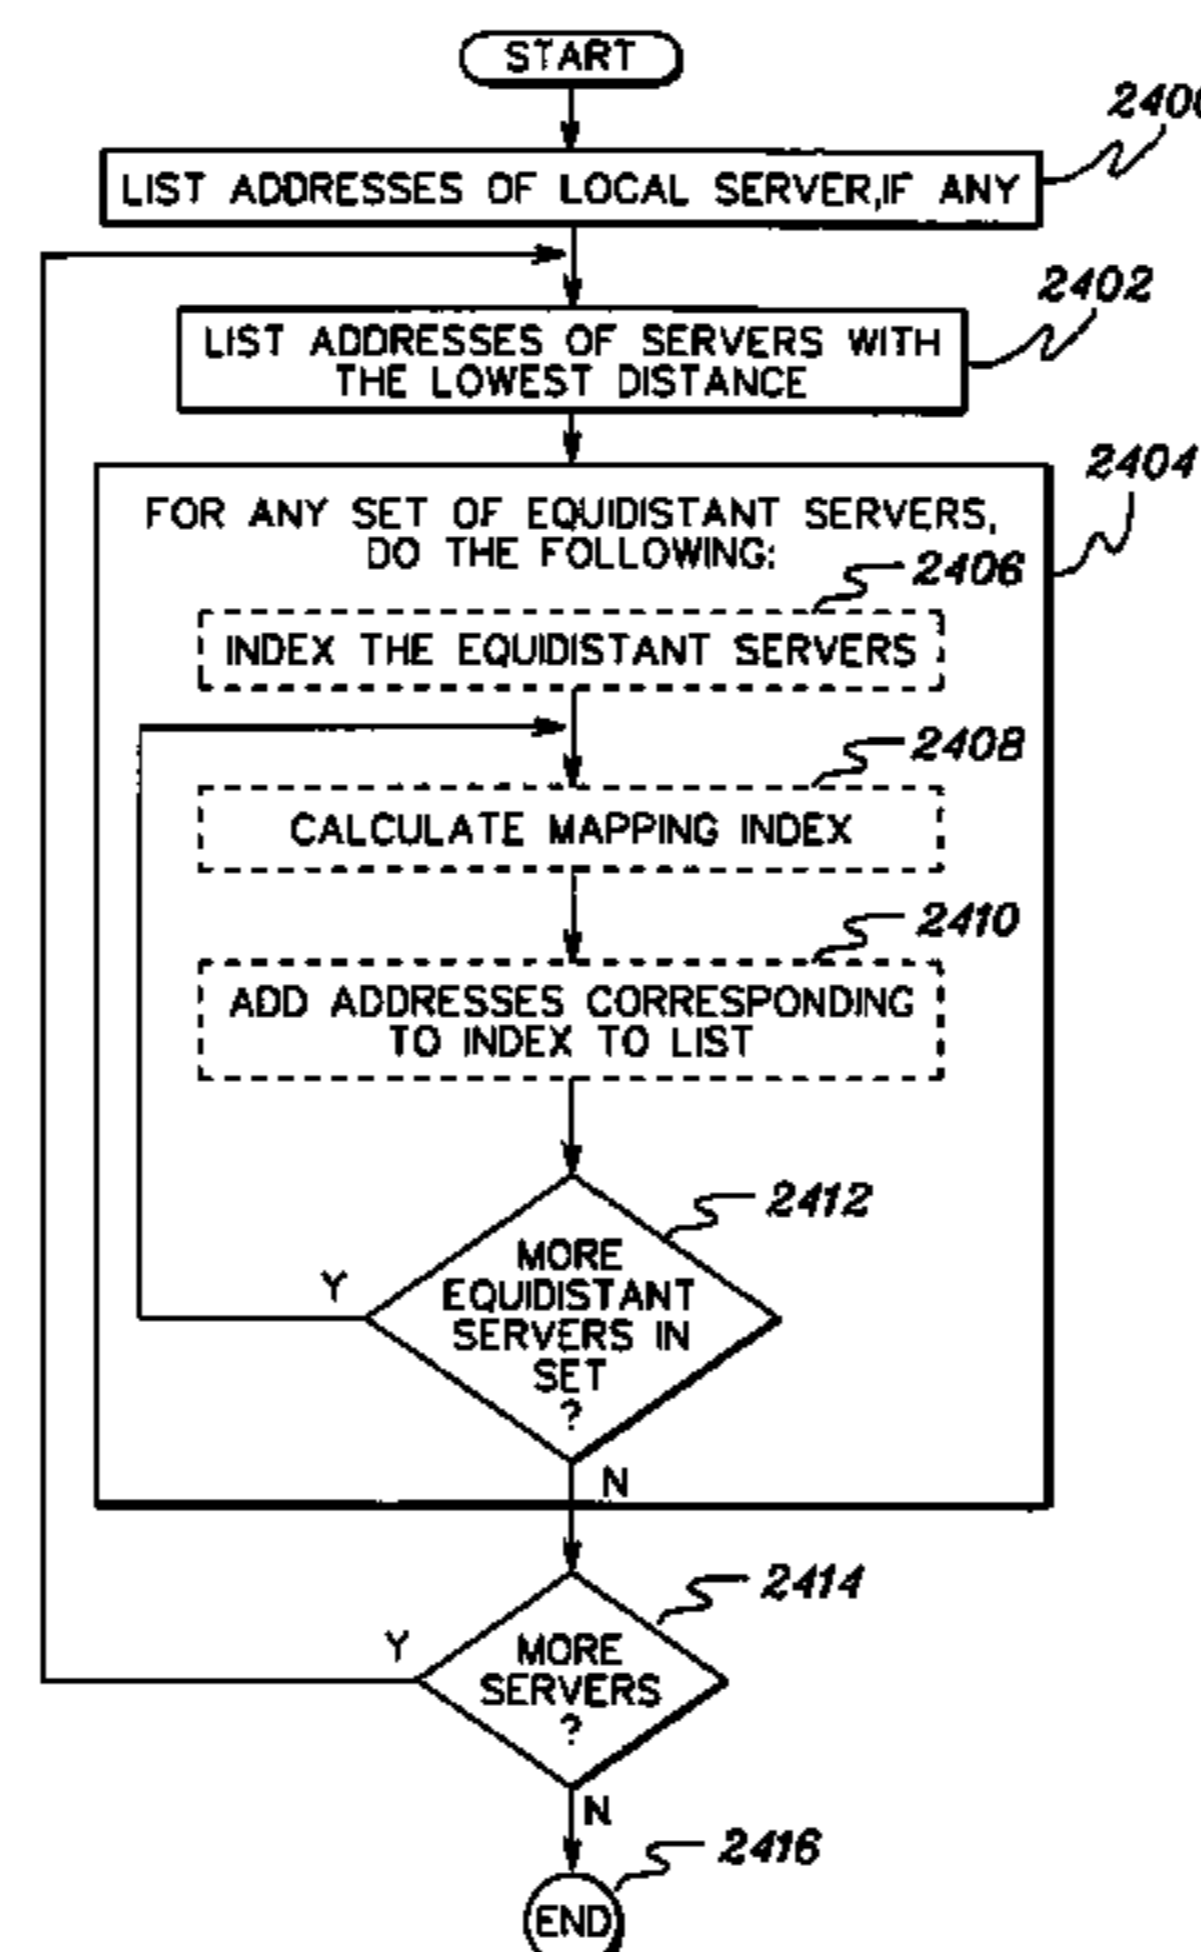 START
2400
LIST ADDRESSES OF LOCAL SERVER,IF ANY
2402
LIST ADDRESSES OF SERVERS WITH
THE LOWEST DISTANCE
2404
FOR ANY SET OF EQUIDISTANT SERVERS,
DO THE FOLLOWING:
2406
INDEX THE EQUIDISTANT SERVERS
2408
CALCULATE MAPPING INDEX
2410
ADD ADDRESSES CORRESPONDING
TO INDEX TO LIST
2412
MORE
EQUIDISTANT
SERVERS IN
SET
?
Y
N
2414
MORE
SERVERS
?
Y
N
2416
END